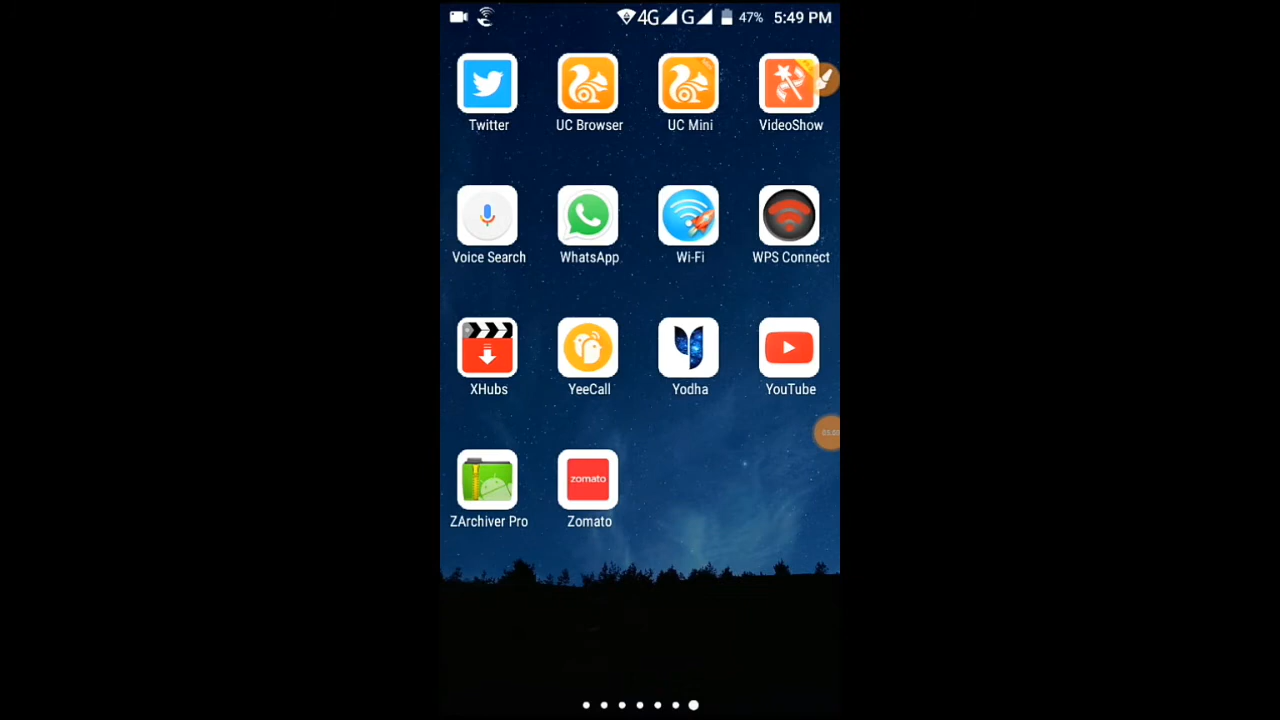 4G G 47% 5:49 PM
Twitter UC Browser UC Mini VideoShow
Voice Search WhatsApp Wi-Fi WPS Connect
XHubs YeeCall Yodha YouTube
zomato
ZArchiver Pro Zomato